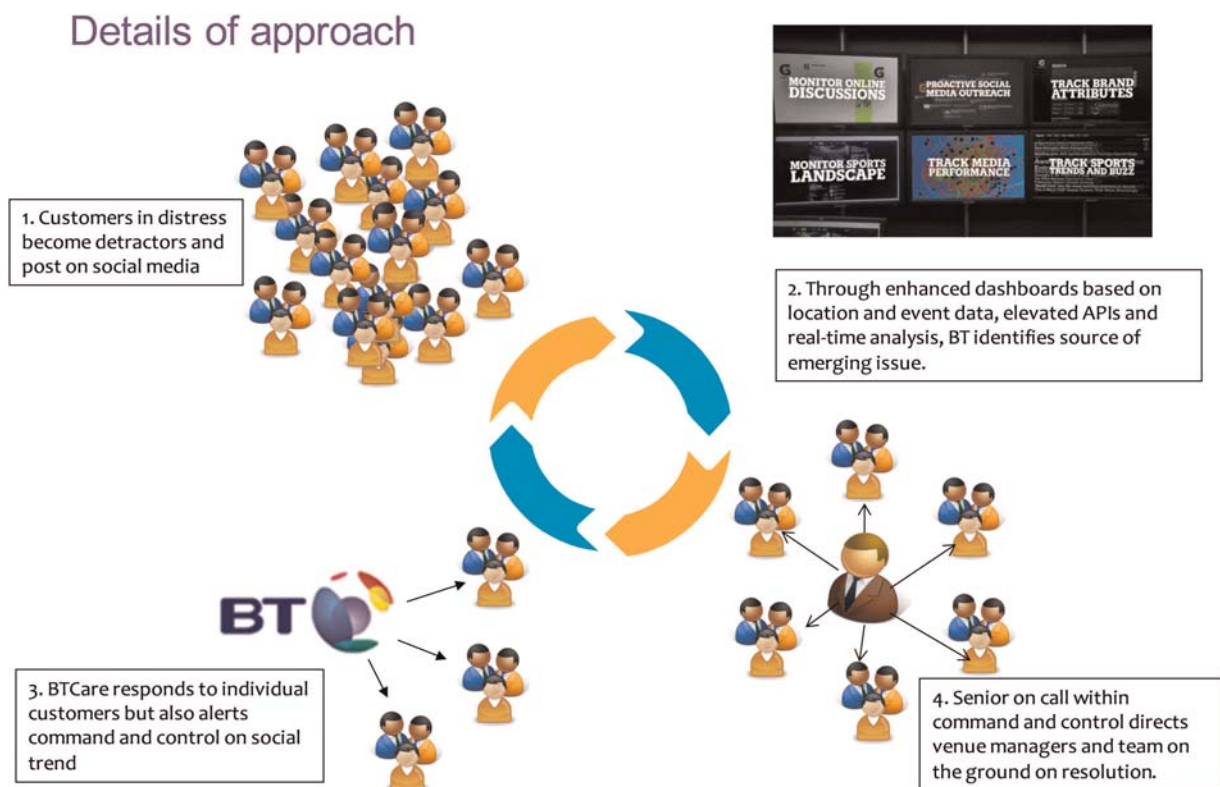 Details of approach
1. Customers in distress
become detractors and
post on social media
MONITOR ONLINE
DISCUSSIONS
PROACTIVE SOCIAL
MEDIA OUTREACH
TRACK BRAND
ATTRIBUTES
MONITOR SPORTS
LANDSCAPE
TRACK MEDIA
PERFORMANCE
TRACK SPORTS
TRENDS AND BUZZ
2. Through enhanced dashboards based on
location and event data, elevated APIs and
real-time analysis, BT identifies source of
emerging issue.
BT
3. BTCare responds to individual
customers but also alerts
command and control on social
trend
4. Senior on call within
command and control directs
venue managers and team on
the ground on resolution.